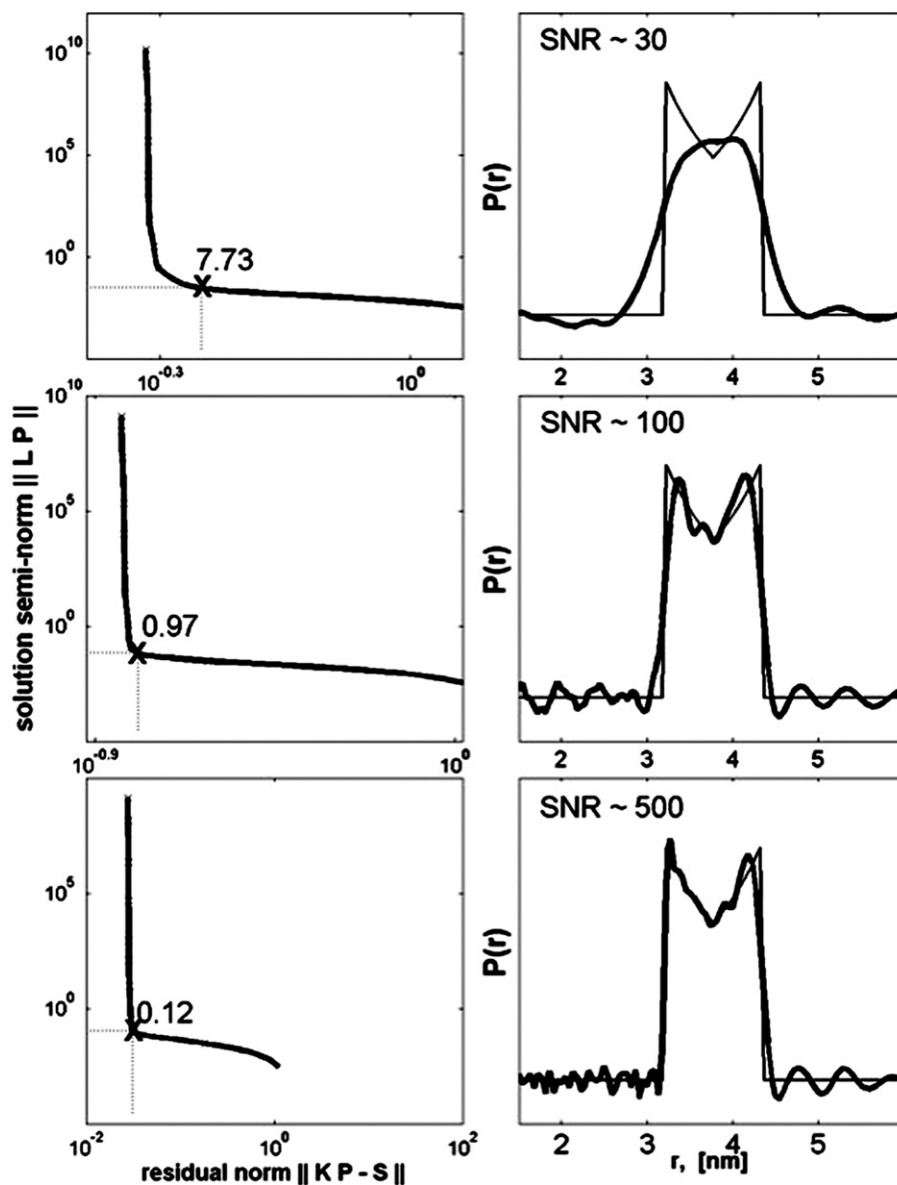 10^10
10^5
10^0
7.73
10^-0.3
10^0
SNR ~ 30
P(r)
2 3 4 5
solution semi-norm || L P ||
10^10
10^5
10^0
0.97
10^-0.9
10^0
SNR ~ 100
P(r)
2 3 4 5
10^5
10^0
0.12
10^-2
10^0
10^2
residual norm || K P - S ||
SNR ~ 500
P(r)
2 3 4 5
r, [nm]